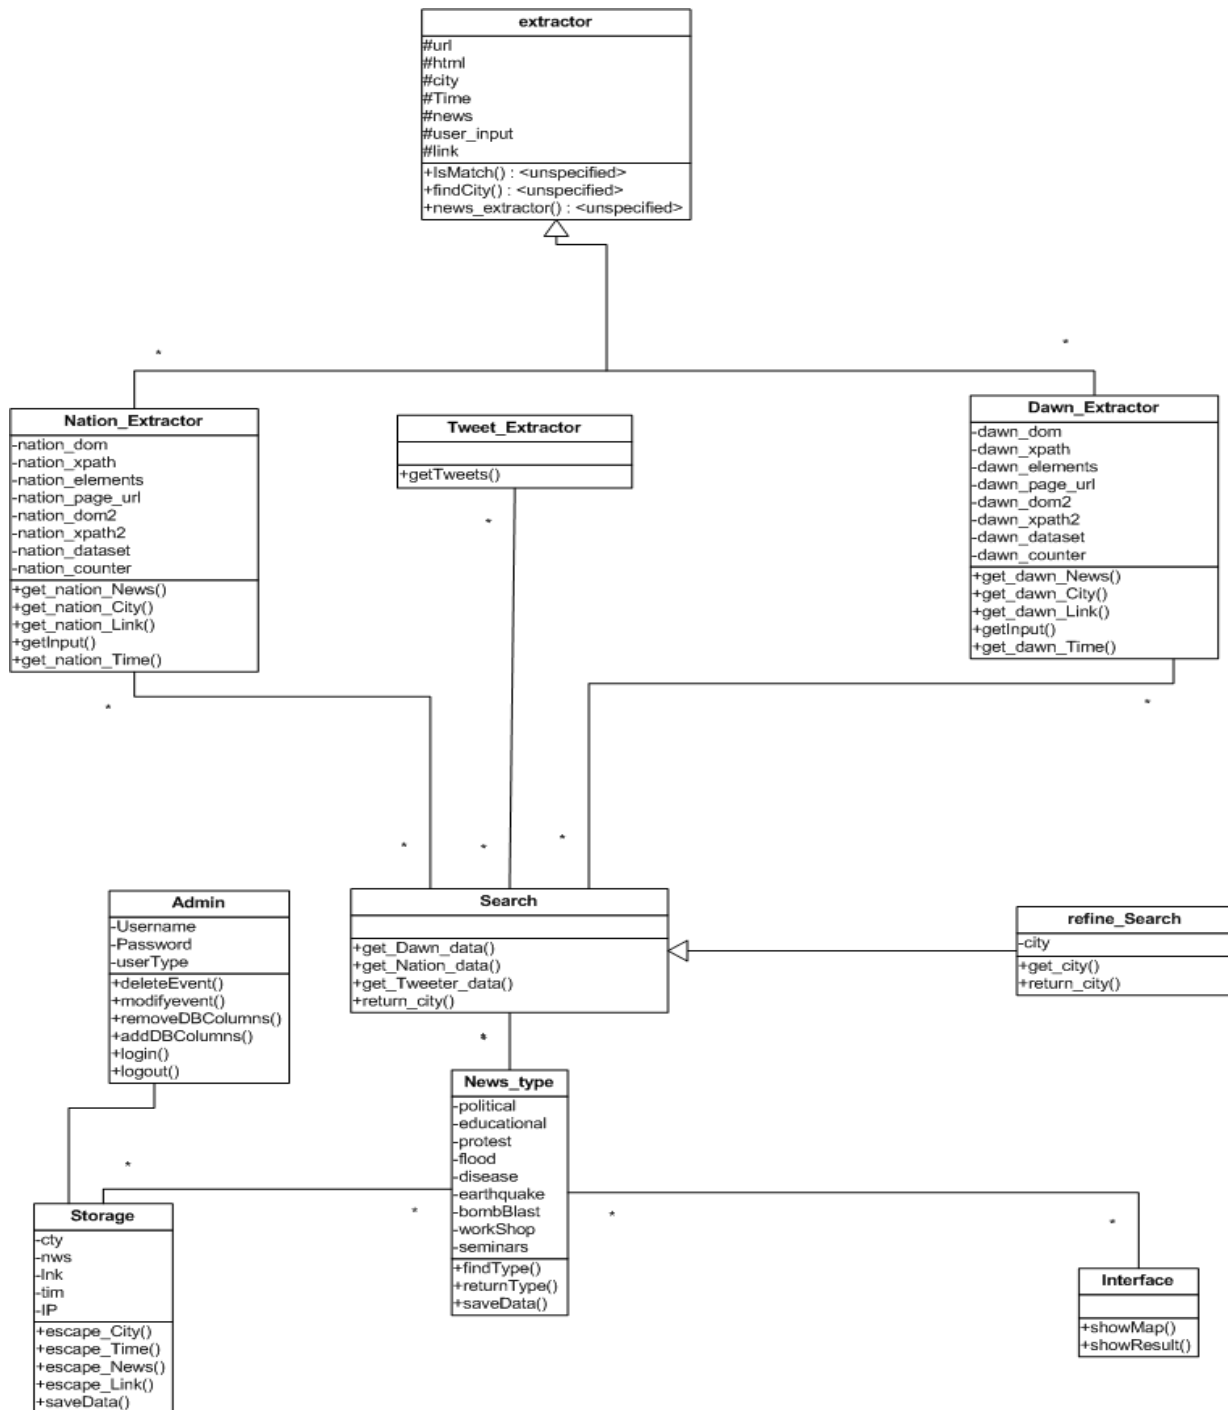 extractor
#url
#html
#city
#Time
#news
#user_input
#link
+IsMatch() : <unspecified>
+findCity() : <unspecified>
+news_extractor() : <unspecified>
*
*
Nation_Extractor
-nation_dom
-nation_xpath
-nation_elements
-nation_page_url
-nation_dom2
-nation_xpath2
-nation_dataset
-nation_counter
+get_nation_News()
+get_nation_City()
+get_nation_Link()
+getInput()
+get_nation_Time()
*
Tweet_Extractor
+getTweets()
*
Dawn_Extractor
-dawn_dom
-dawn_xpath
-dawn_elements
-dawn_page_url
-dawn_dom2
-dawn_xpath2
-dawn_dataset
-dawn_counter
+get_dawn_News()
+get_dawn_City()
+get_dawn_Link()
+getInput()
+get_dawn_Time()
*
*
*
*
Admin
-Username
-Password
-userType
+deleteEvent()
+modifyevent()
+removeDBColumns()
+addDBColumns()
+login()
+logout()
Search
+get_Dawn_data()
+get_Nation_data()
+get_Tweeter_data()
+return_city()
*
refine_Search
-city
+get_city()
+return_city()
News_type
-political
-educational
-protest
-flood
-disease
-earthquake
-bombBlast
-workShop
-seminars
+findType()
+returnType()
+saveData()
*
*
*
*
Storage
-cty
-nws
-lnk
-tim
-IP
+escape_City()
+escape_Time()
+escape_News()
+escape_Link()
+saveData()
Interface
+showMap()
+showResult()